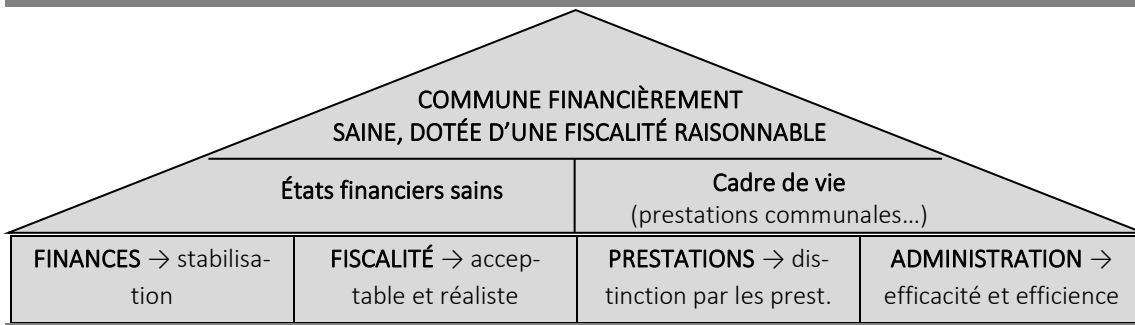 COMMUNE FINANCIÈREMENT
SAINE, DOTÉE D’UNE FISCALITÉ RAISONNABLE
États financiers sains
Cadre de vie
(prestations communales...)
FINANCES → stabilisa-
tion
FISCALITÉ → accep-
table et réaliste
PRESTATIONS → dis-
tinction par les prest.
ADMINISTRATION →
efficacité et efficience